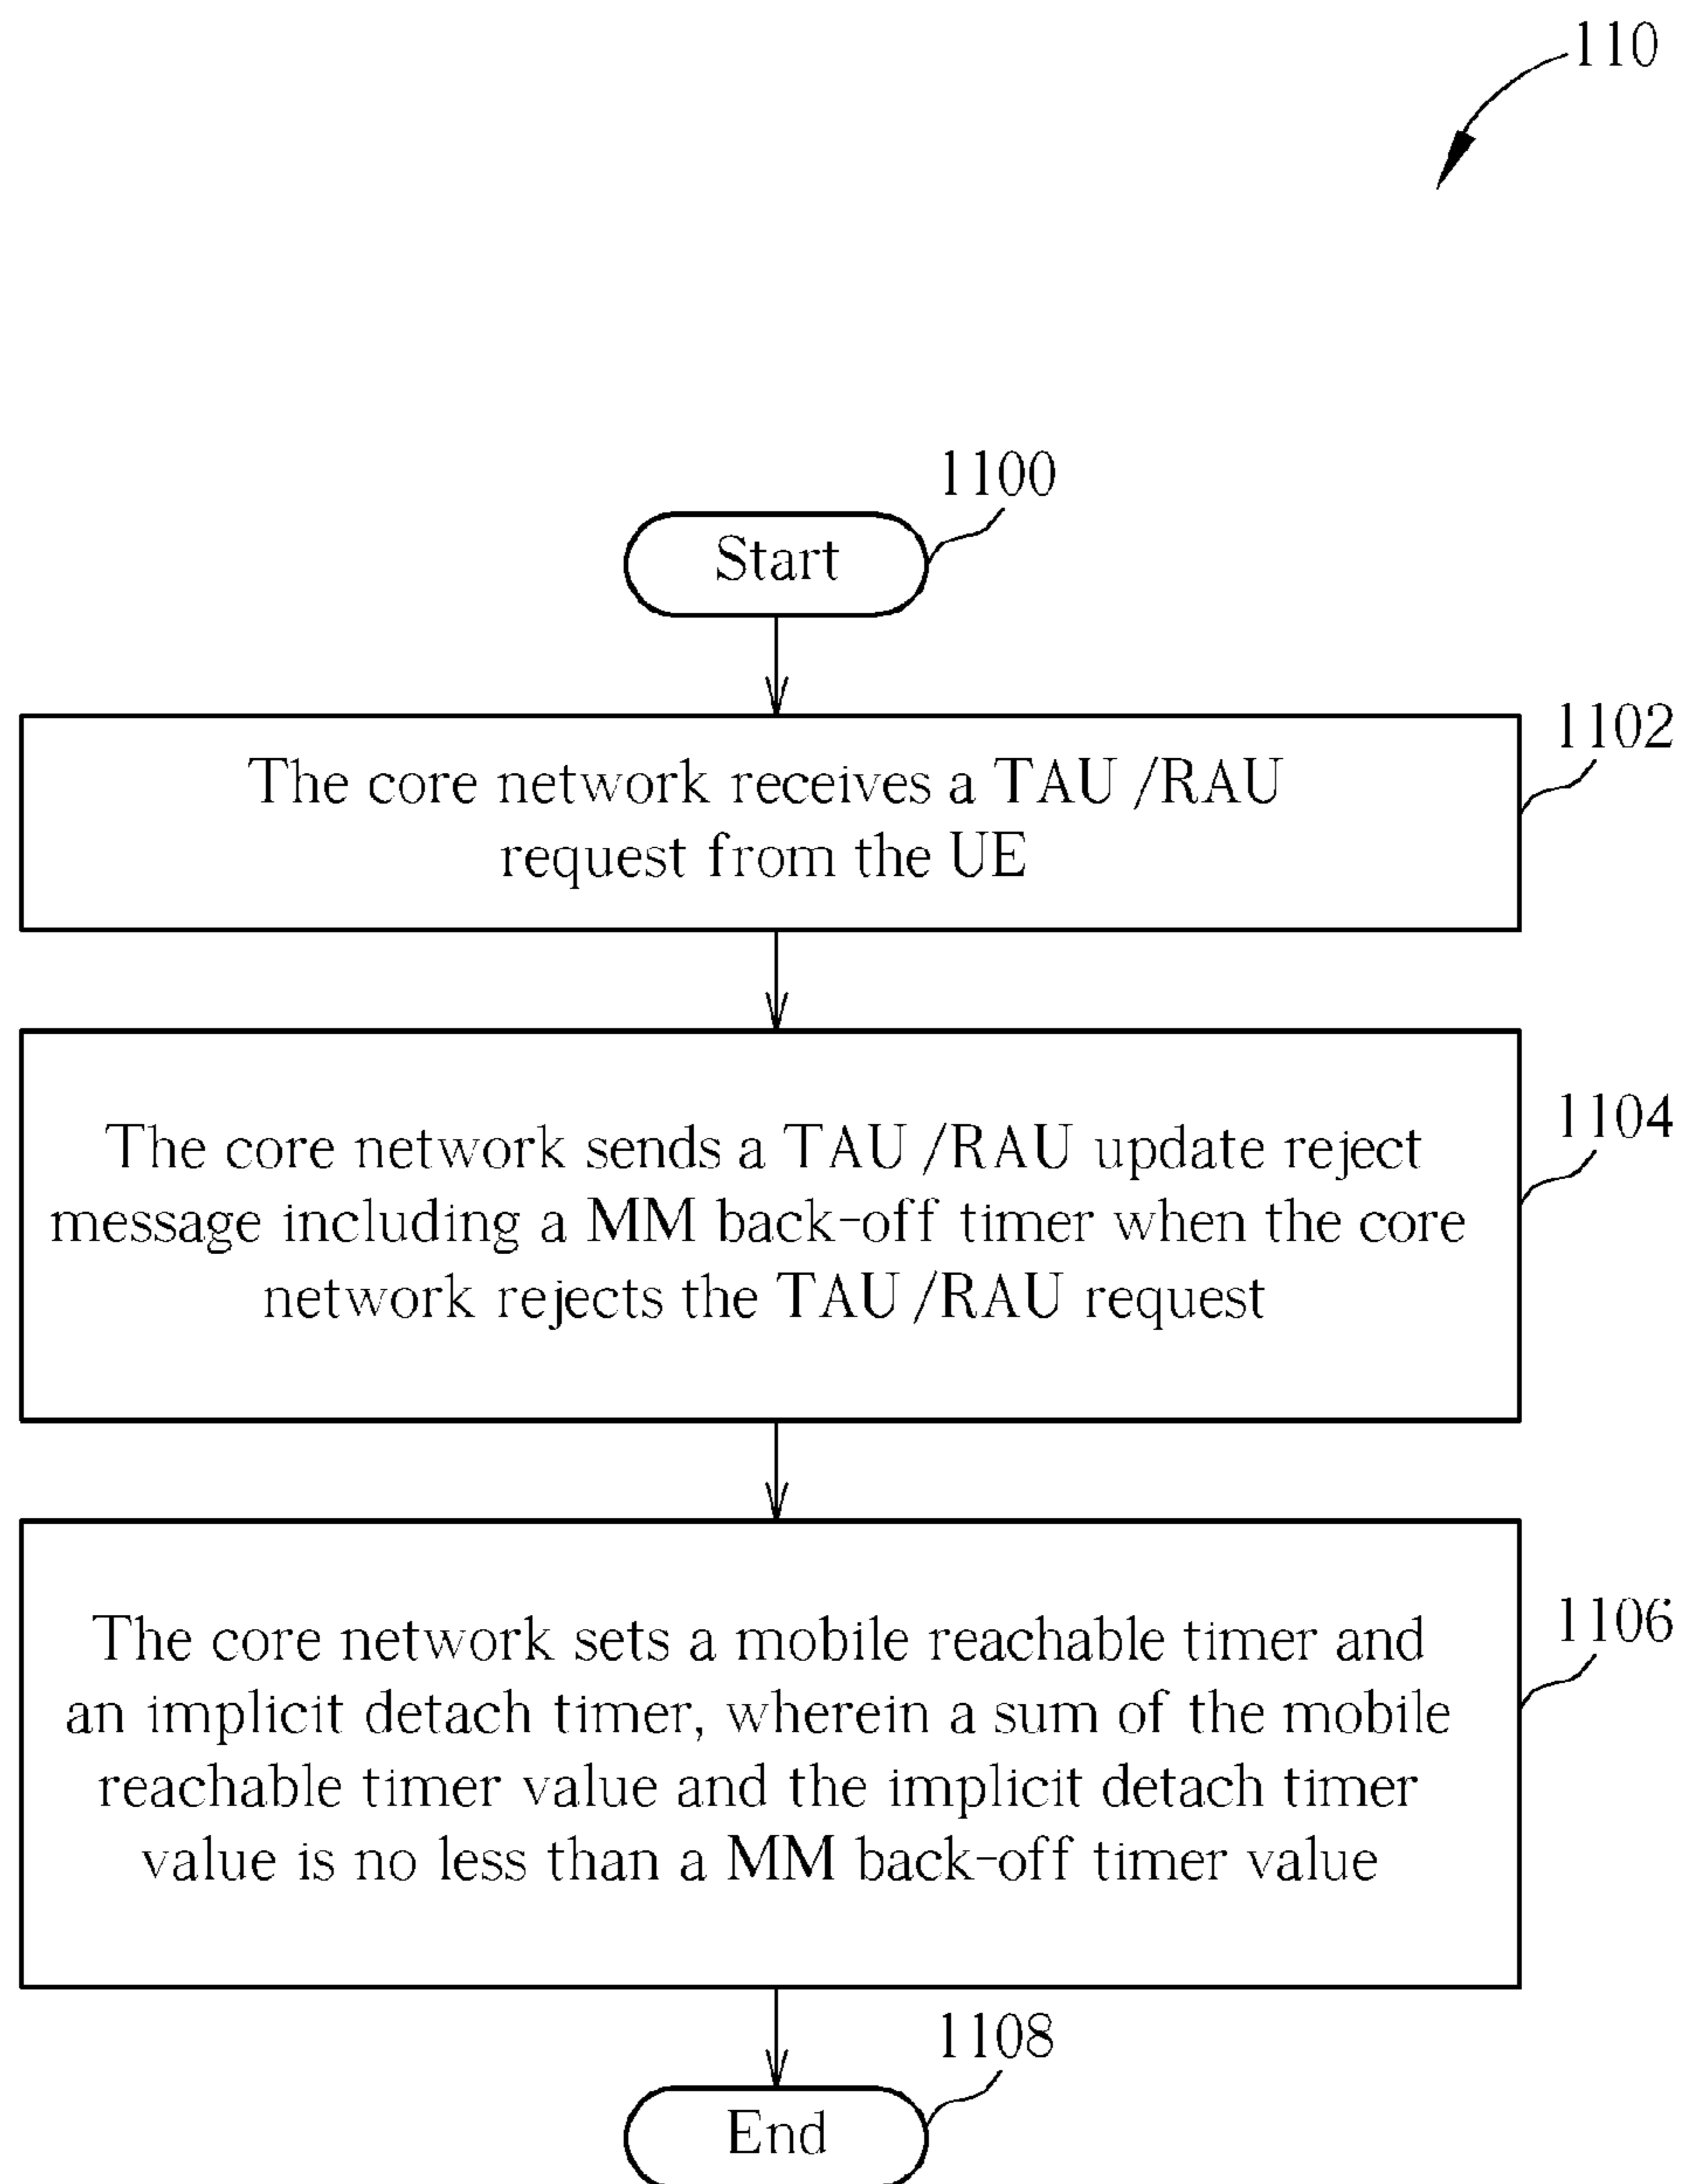 110
1100
Start
1102
The core network receives a TAU /RAU
request from the UE
1104
The core network sends a TAU /RAU update reject
message including a MM back-off timer when the core
network rejects the TAU /RAU request
1106
The core network sets a mobile reachable timer and
an implicit detach timer, wherein a sum of the mobile
reachable timer value and the implicit detach timer
value is no less than a MM back-off timer value
1108
End